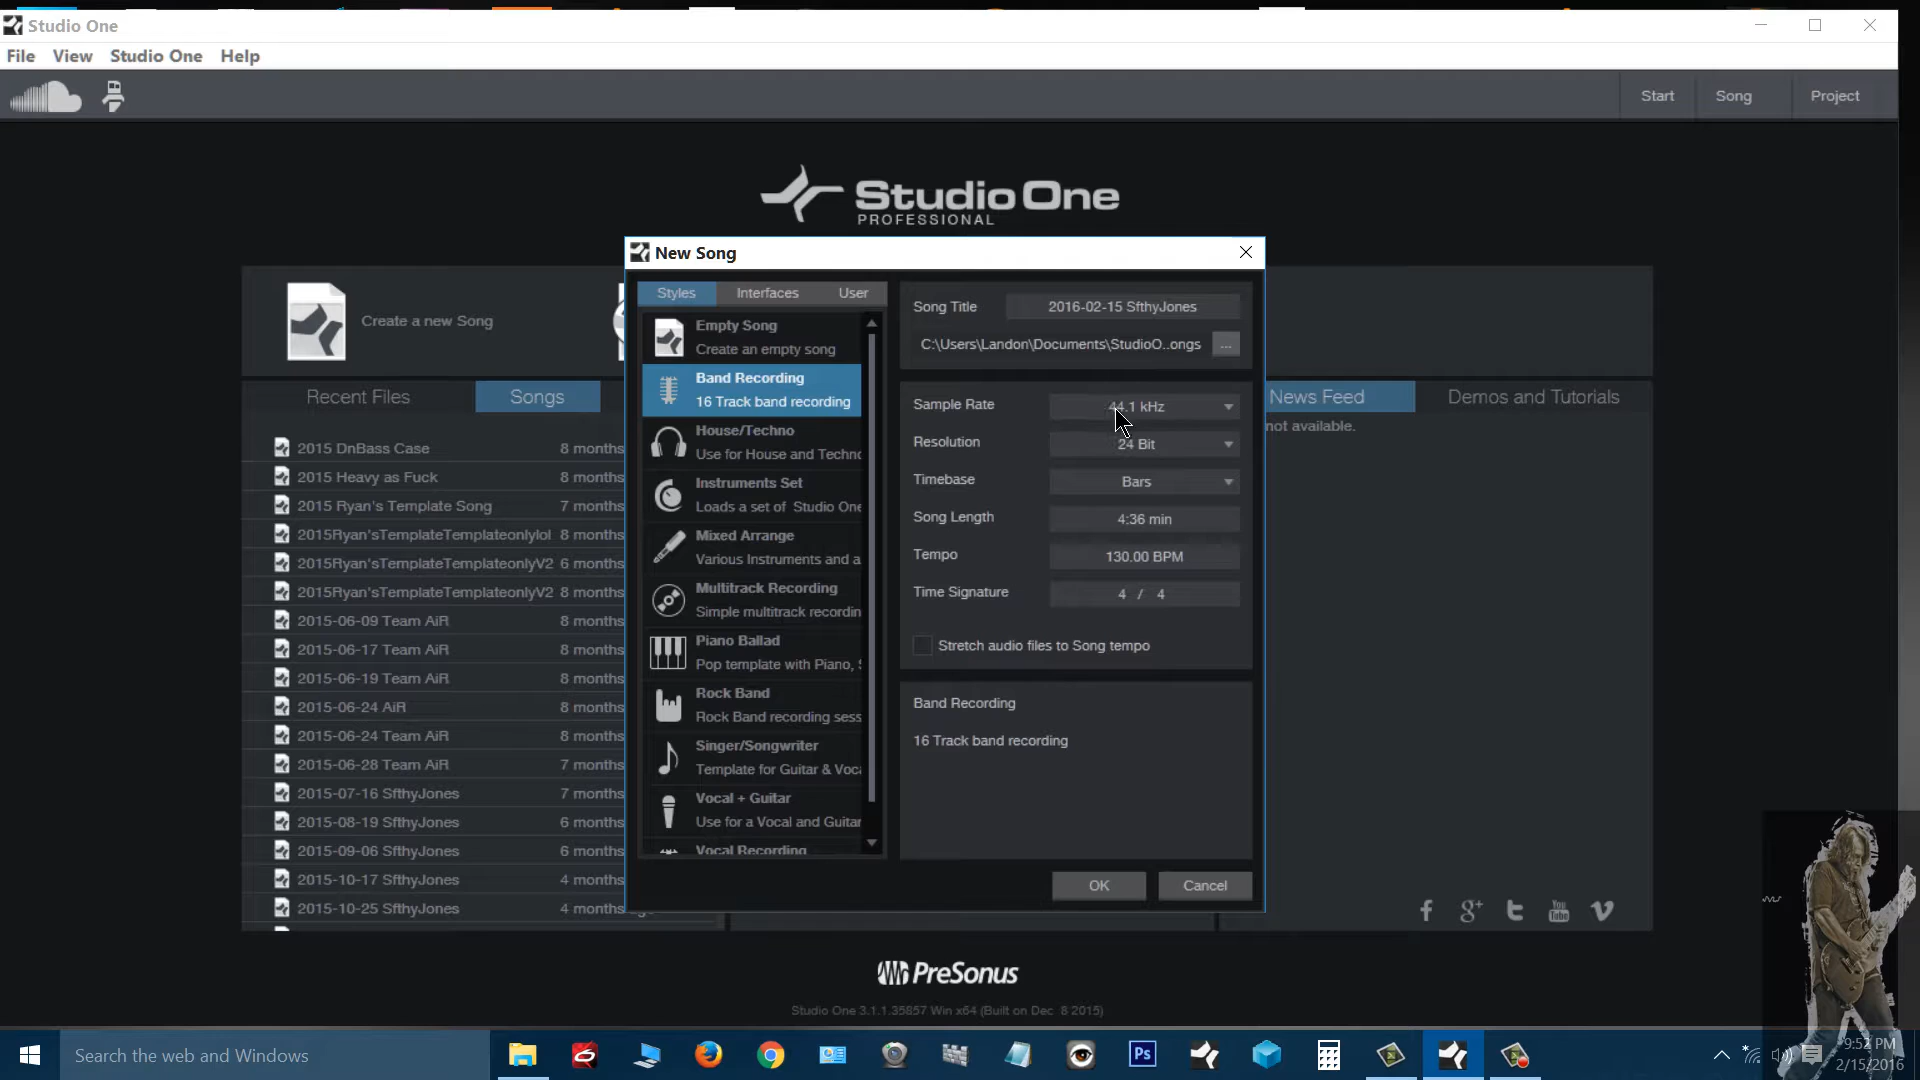 Studio One
File View Studio One Help
Start Song Project
Studio One
PROFESSIONAL
Create a new Song
Recent Files Songs
2015 DnBass Case 8 months
2015 Heavy as Fuck 8 months
2015 Ryan's Template Song 7 months
2015Ryan'sTemplateTemplateonlylol 8 months
2015Ryan'sTemplateTemplateonlyV2 6 months
2015Ryan'sTemplateTemplateonlyV2 8 months
2015-06-09 Team AiR 8 months
2015-06-17 Team AiR 8 months
2015-06-19 Team AiR 8 months
2015-06-24 AiR 8 months
2015-06-24 Team AiR 8 months
2015-06-28 Team AiR 7 months
2015-07-16 SfthyJones 7 months
2015-08-19 SfthyJones 6 months
2015-09-06 SfthyJones 6 months
2015-10-17 SfthyJones 4 months
2015-10-25 SfthyJones 4 months
New Song
Styles Interfaces User
Empty Song
Create an empty song
Band Recording
16 Track band recording
House/Techno
Use for House and Techno
Instruments Set
Loads a set of Studio One
Mixed Arrange
Various Instruments and a
Multitrack Recording
Simple multitrack recordin
Piano Ballad
Pop template with Piano, S
Rock Band
Rock Band recording sess
Singer/Songwriter
Template for Guitar & Voca
Vocal + Guitar
Use for a Vocal and Guitar
Vocal Recording
Song Title 2016-02-15 SfthyJones
C:\Users\Landon\Documents\StudioO..ongs ...
Sample Rate 44.1 kHz
Resolution 24 Bit
Timebase Bars
Song Length 4:36 min
Tempo 130.00 BPM
Time Signature 4 / 4
Stretch audio files to Song tempo
Band Recording
16 Track band recording
OK Cancel
News Feed Demos and Tutorials
not available.
f g+ t You Tube v
PreSonus
Studio One 3.1.1.35857 Win x64 (Built on Dec 8 2015)
Search the web and Windows
Ps
9:52 PM
2/15/2016